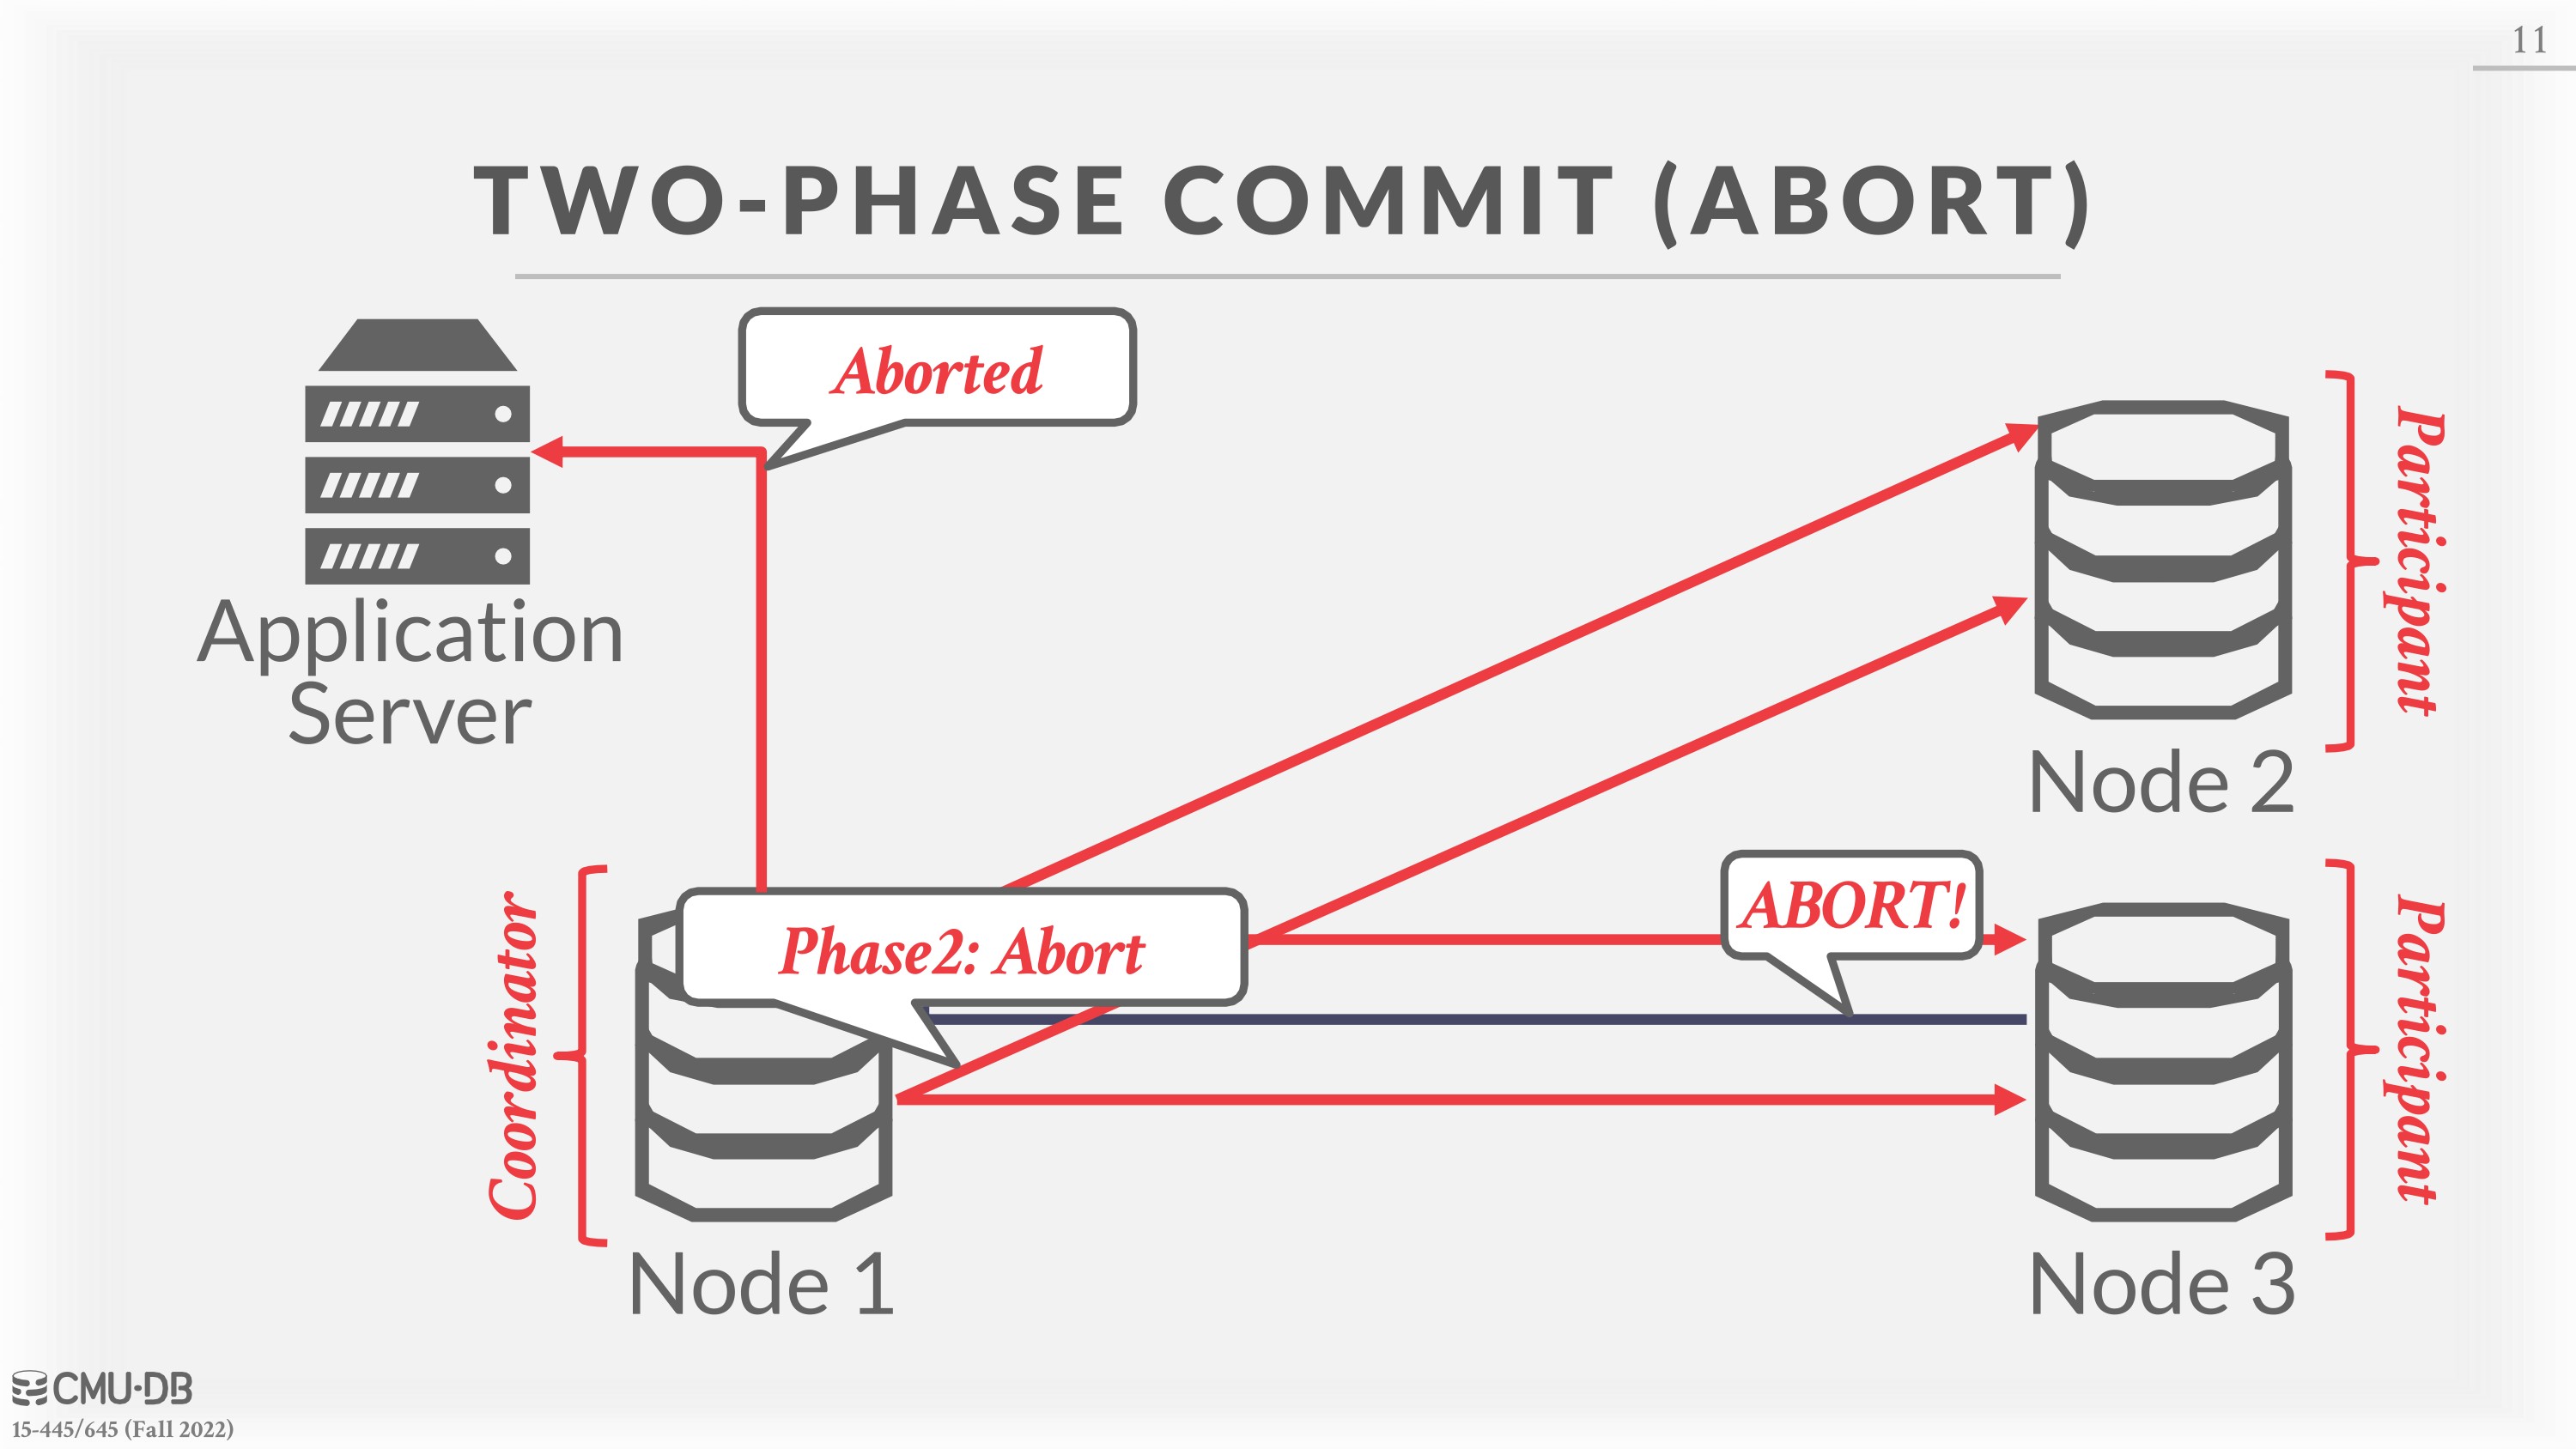 11
TWO-PHASE COMMIT (ABORT)
Aborted
Application
Server
Participant
Node 2
Coordinator
Phase2: Abort
ABORT!
Participant
Node 1
Node 3
CMU·DB
15-445/645 (Fall 2022)